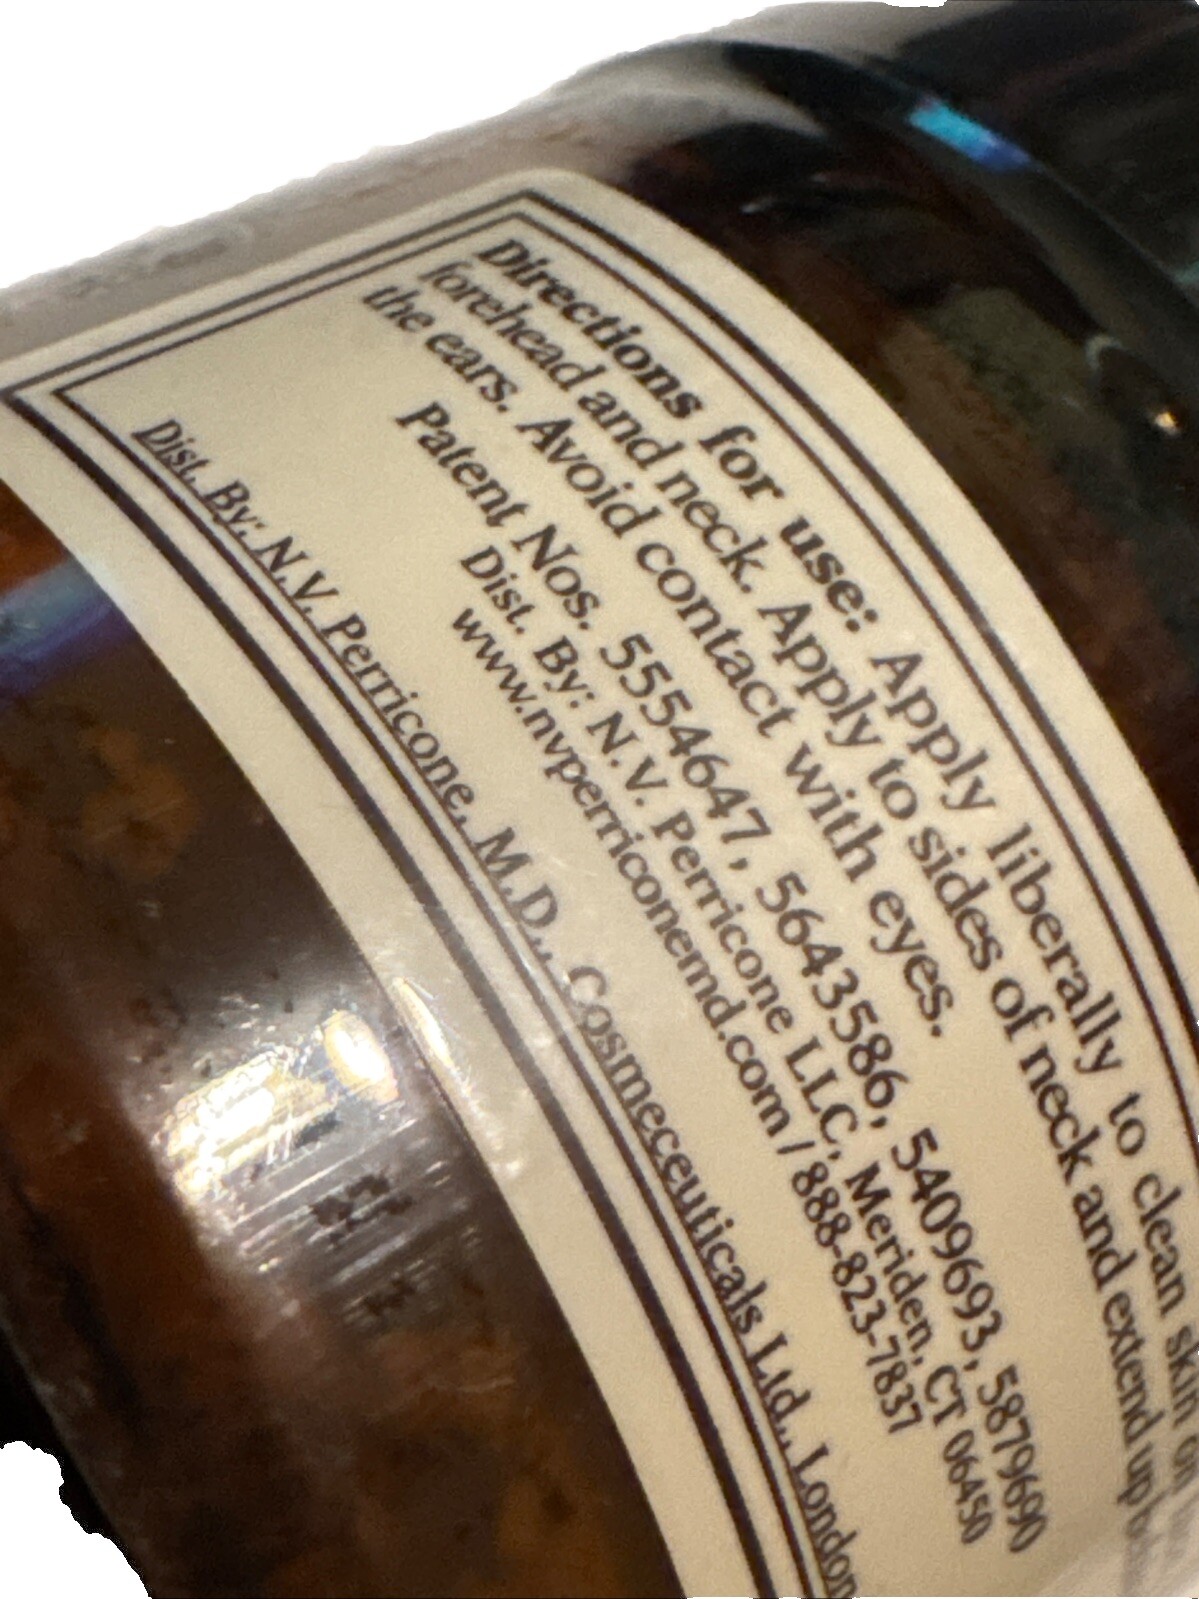 Directions for use: Apply liberally to clean skin on
forehead and neck. Apply to sides of neck and extend up
the ears. Avoid contact with eyes.
Patent Nos. 5554647, 5643586, 5409693, 5879690
Dist. By: N.V. Perricone LLC, Meriden, CT 06450
www.nvperriconemd.com / 888-823-7837
Dist. By: N.V. Perricone, M.D., Cosmeceuticals Ltd., London